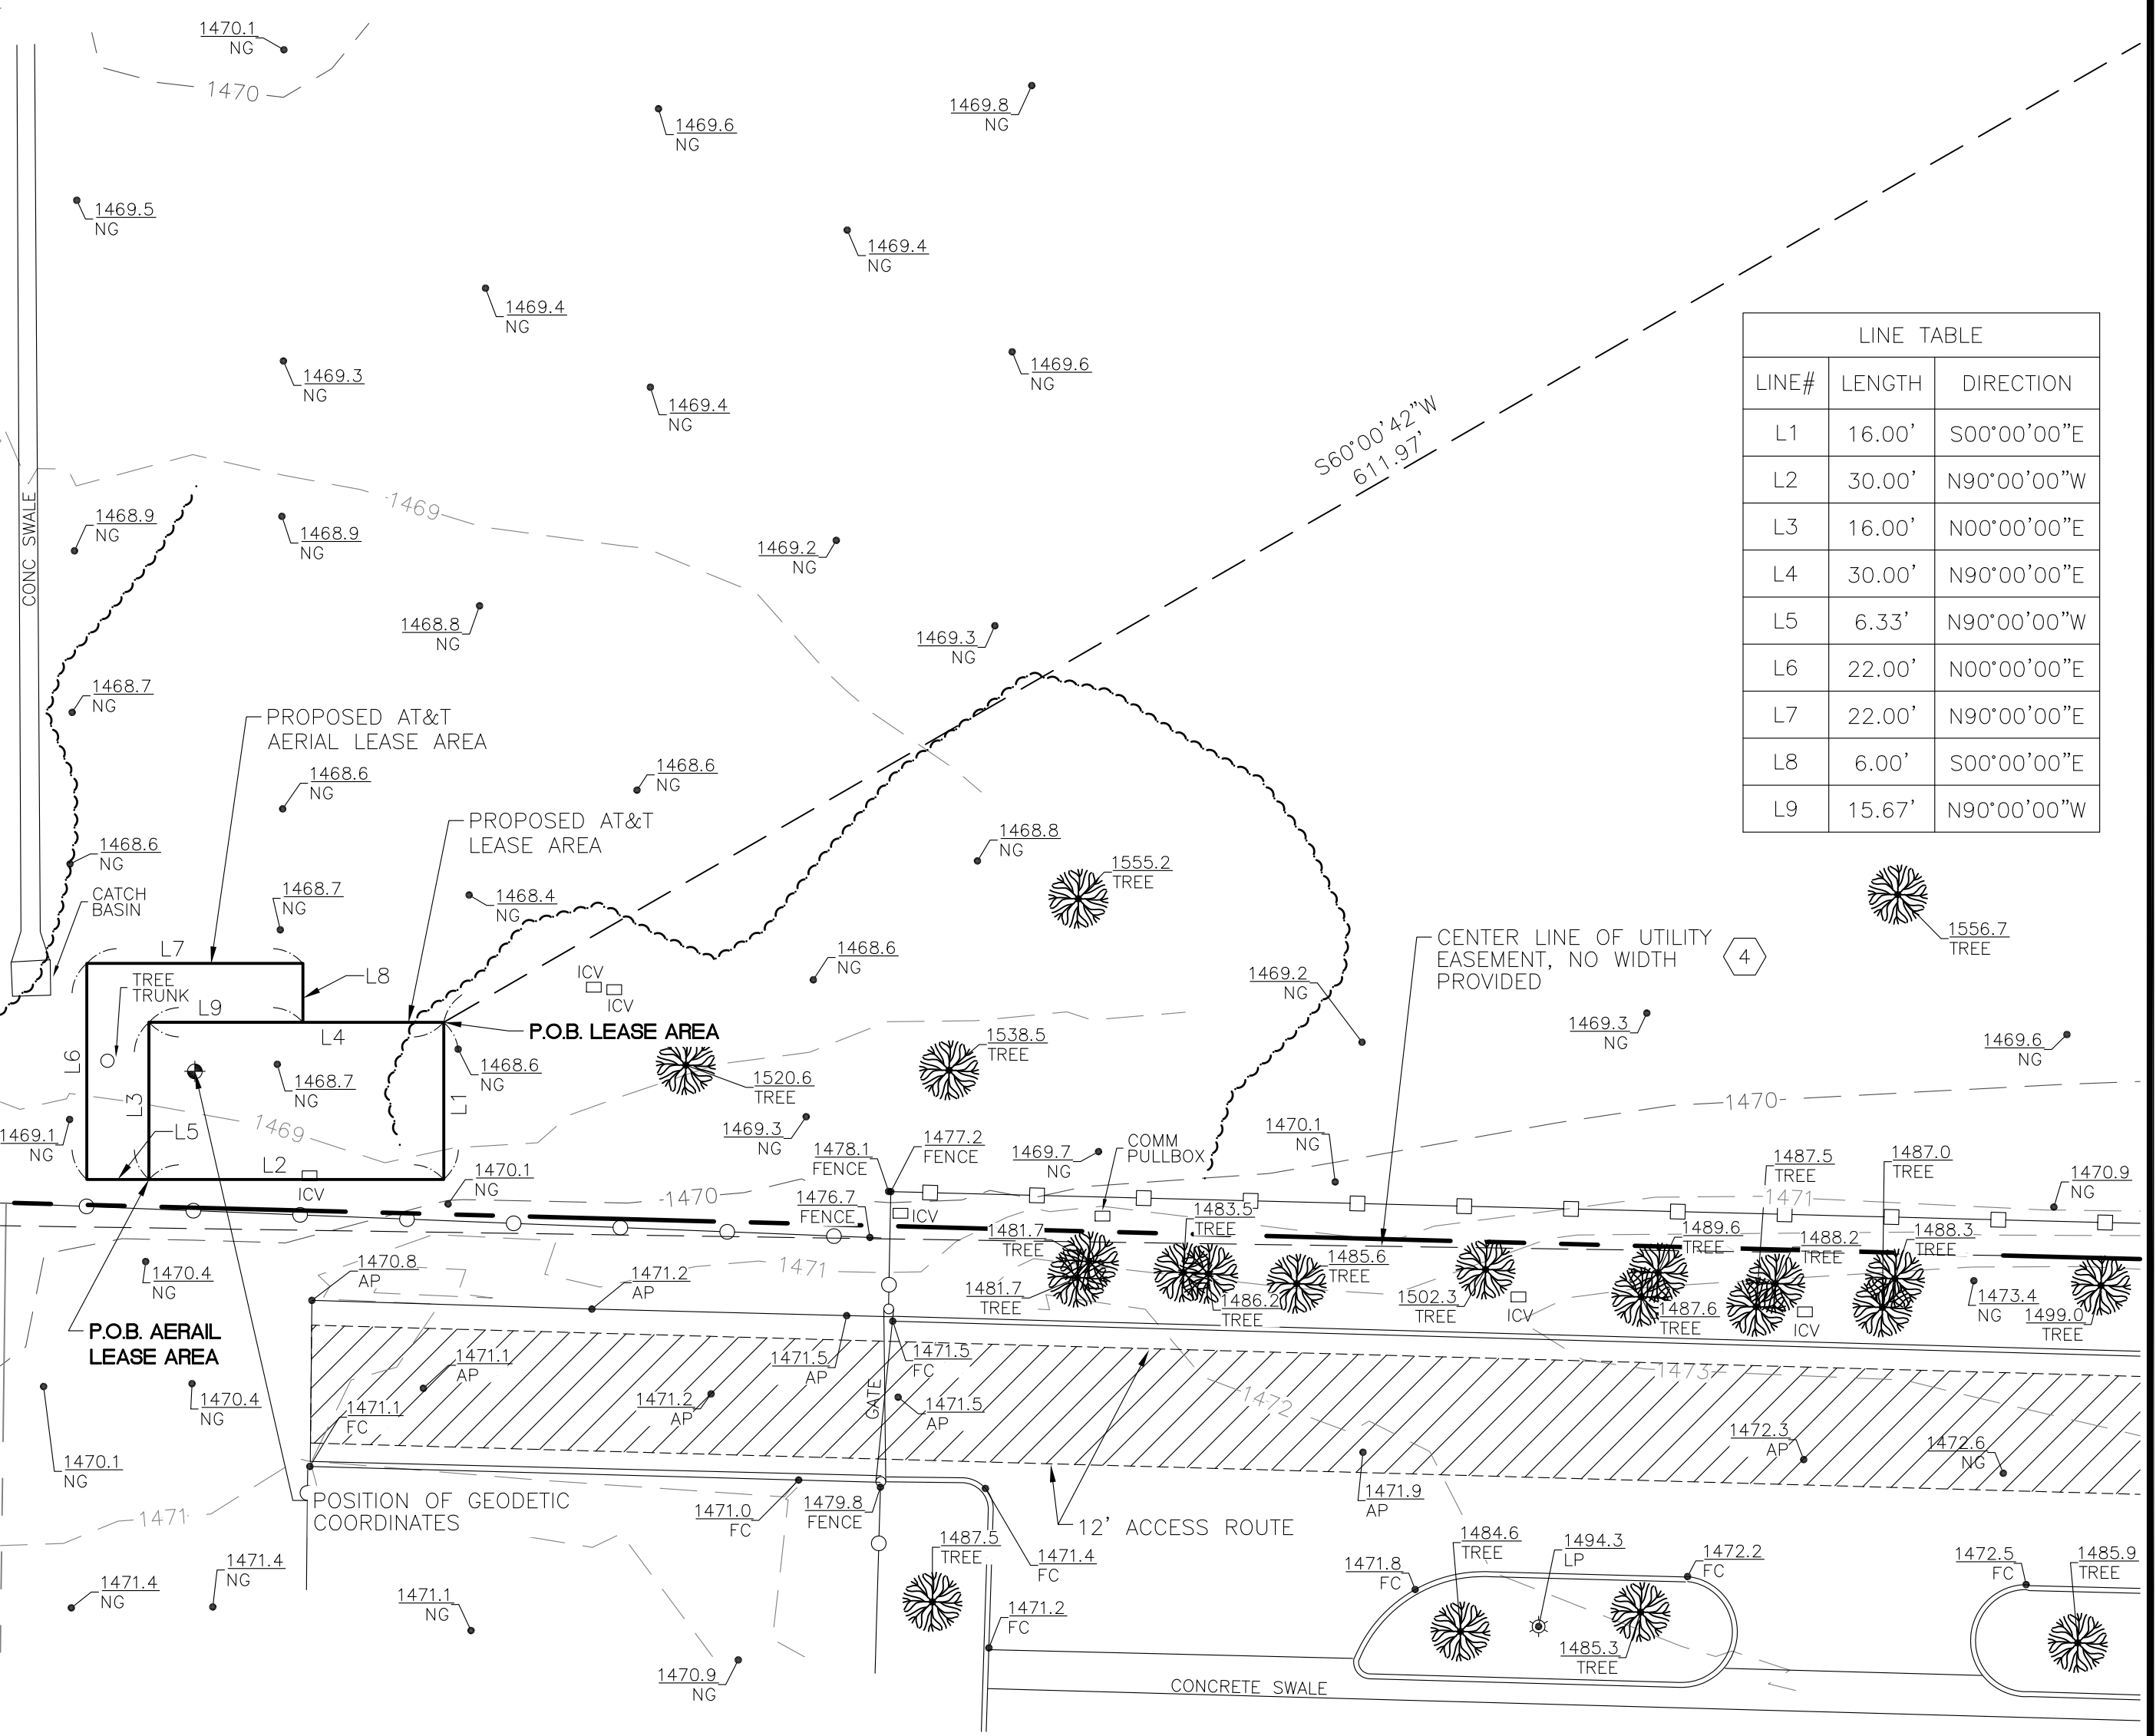 1470.1
NG
1470
1469.6
NG
1469.8
NG
1469.5
NG
1469.4
NG
1469.4
NG
1469.3
NG
1469.4
NG
1469.6
NG
S60°00'42"W
611.97'
LINE TABLE
LINE# LENGTH DIRECTION
L1 16.00' S00°00'00"E
L2 30.00' N90°00'00"W
L3 16.00' N00°00'00"E
L4 30.00' N90°00'00"E
L5 6.33' N90°00'00"W
L6 22.00' N00°00'00"E
L7 22.00' N90°00'00"E
L8 6.00' S00°00'00"E
L9 15.67' N90°00'00"W
CONC SWALE
1469
1468.9
NG
1468.9
NG
1469.2
NG
1468.8
NG
1469.3
NG
1468.7
NG
PROPOSED AT&T
AERIAL LEASE AREA
1468.6
NG
1468.6
NG
PROPOSED AT&T
LEASE AREA
1468.6
NG
1468.8
NG
1555.2
TREE
CATCH
BASIN
1468.7
NG
1468.4
NG
1556.7
TREE
CENTER LINE OF UTILITY
EASEMENT, NO WIDTH
PROVIDED
4
L7
L8
TREE
TRUNK
L9
L4
ICV
ICV
1468.6
NG
1469.2
NG
P.O.B. LEASE AREA
1469.3
NG
1469.6
NG
1538.5
TREE
1520.6
TREE
L6
L3
1468.7
NG
1468.6
NG
L1
1469
L5
L2
ICV
1469.1
NG
1469.3
NG
1478.1
FENCE
1477.2
FENCE
1469.7
NG
COMM
PULLBOX
1470.1
NG
1470
1487.5
TREE
1487.0
TREE
1470.9
NG
1470.1
NG
1470
1476.7
FENCE
ICV
1471
1481.7
TREE
1483.5
TREE
1489.6
TREE
1488.2
TREE
1488.3
TREE
1470.4
NG
1470.8
AP
1471.2
AP
1471
1481.7
TREE
1486.2
TREE
1485.6
TREE
1502.3
TREE
ICV
1487.6
TREE
ICV
1473.4
NG
1499.0
TREE
P.O.B. AERAIL
LEASE AREA
1471.1
AP
1471.5
AP
1471.5
FC
GATE
1473
1470.4
NG
1471.1
FC
1471.2
AP
1471.5
AP
1472
1472.3
AP
1472.6
NG
1470.1
NG
1471
POSITION OF GEODETIC
COORDINATES
1471.0
FC
1479.8
FENCE
1471.9
AP
12' ACCESS ROUTE
1487.5
TREE
1471.4
FC
1484.6
TREE
1494.3
LP
1471.8
FC
1472.2
FC
1472.5
FC
1485.9
TREE
1471.4
NG
1471.4
NG
1471.1
NG
1471.2
FC
1485.3
TREE
1470.9
NG
CONCRETE SWALE